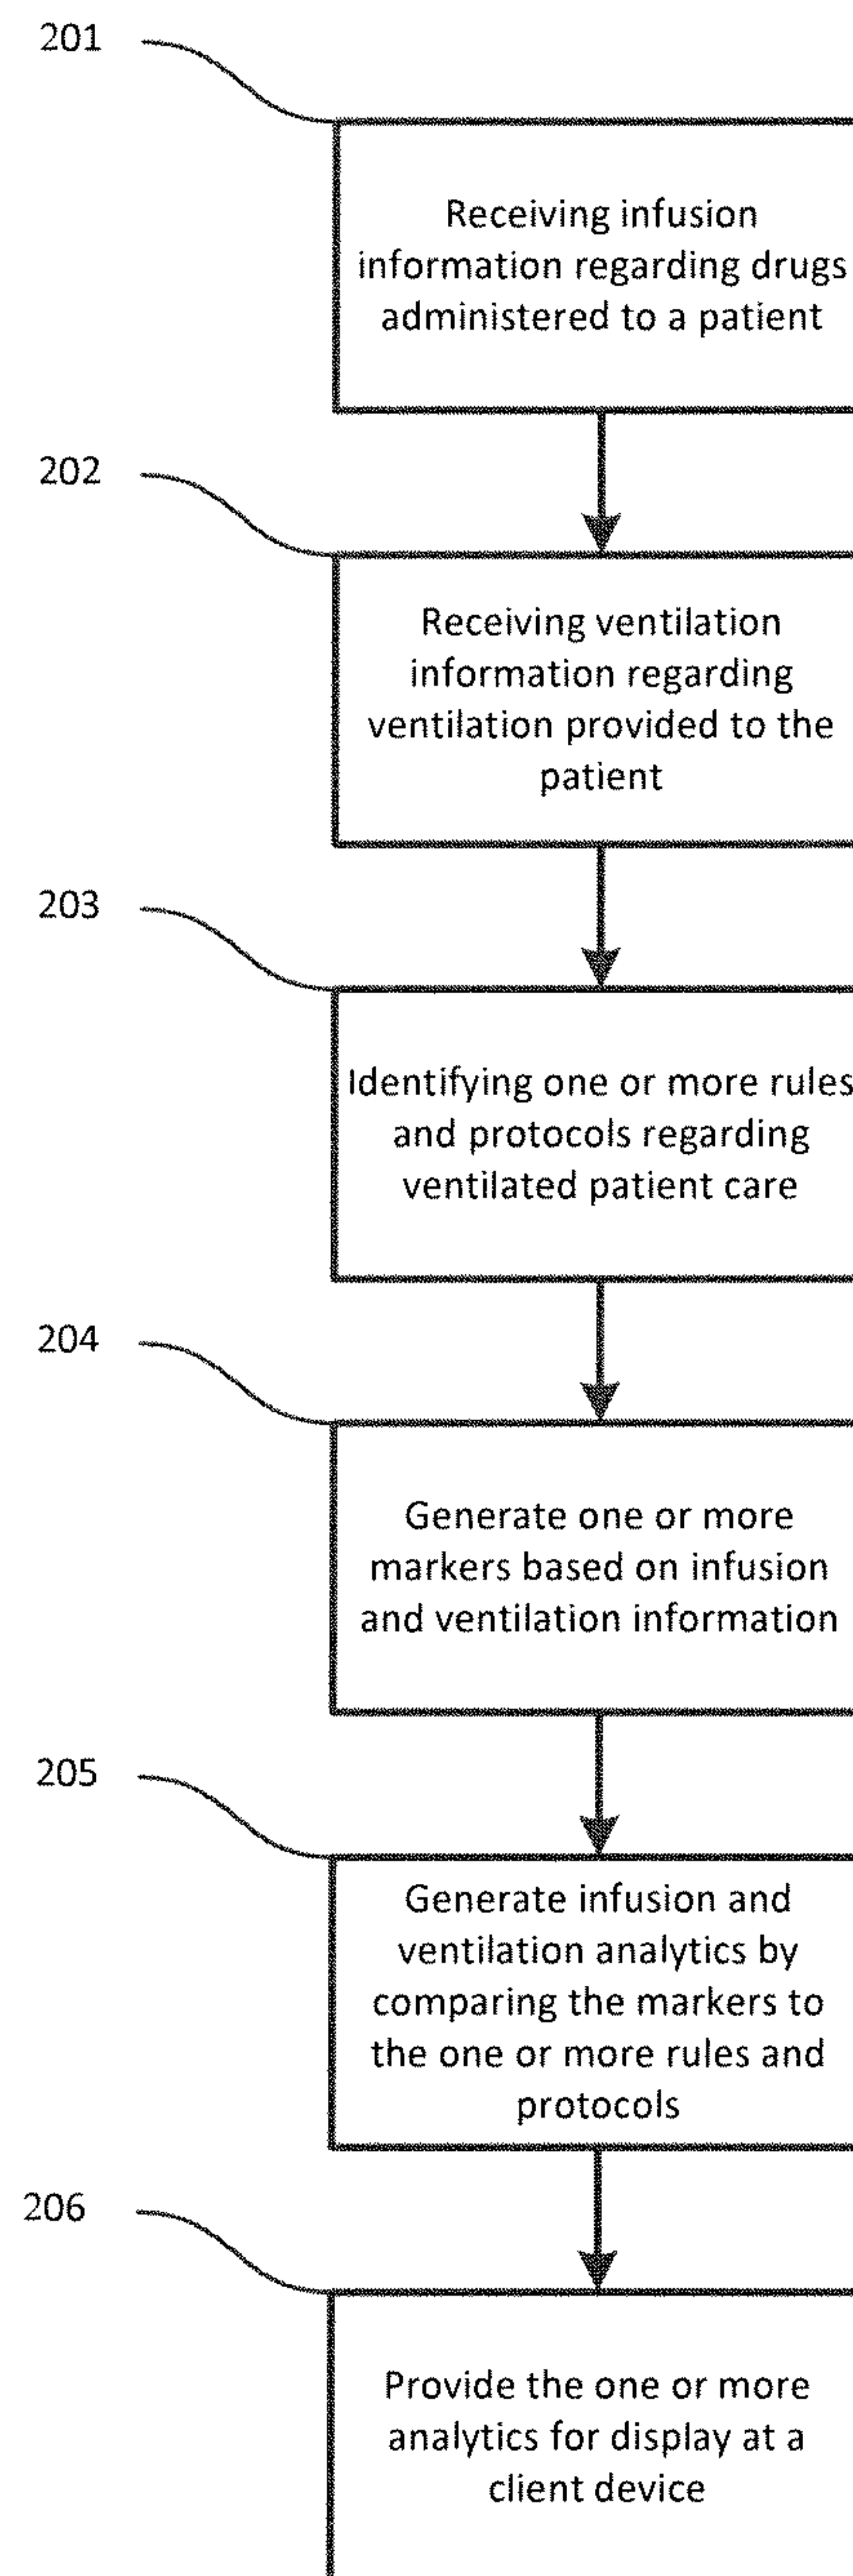 201
Receiving infusion
information regarding drugs
administered to a patient
202
Receiving ventilation
information regarding
ventilation provided to the
patient
203
Identifying one or more rules
and protocols regarding
ventilated patient care
204
Generate one or more
markers based on infusion
and ventilation information
205
Generate infusion and
ventilation analytics by
comparing the markers to
the one or more rules and
protocols
206
Provide the one or more
analytics for display at a
client device